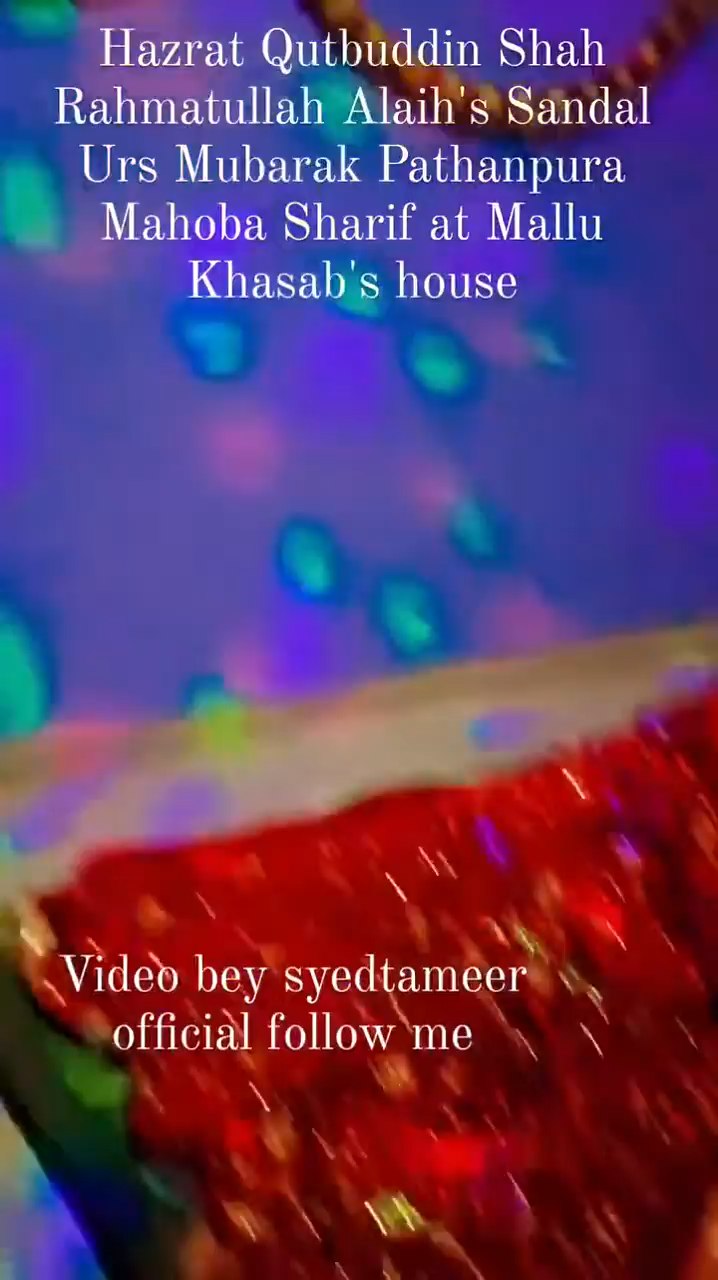 Hazrat Qutbuddin Shah
Rahmatullah Alaih's Sandal
Urs Mubarak Pathanpura
Mahoba Sharif at Mallu
Khasab's house
Video bey syedtameer
official follow me